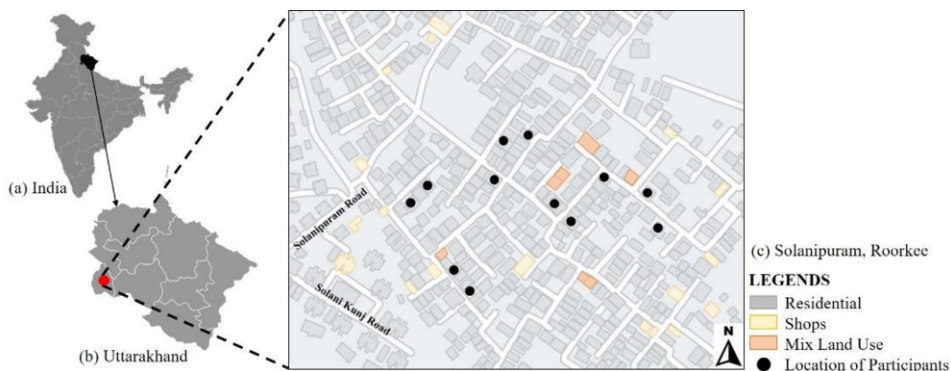 (a) India
(b) Uttarakhand
Solanipuram Road
Solani Kunj Road
N
(c) Solanipuram, Roorkee
LEGENDS
Residential
Shops
Mix Land Use
Location of Participants